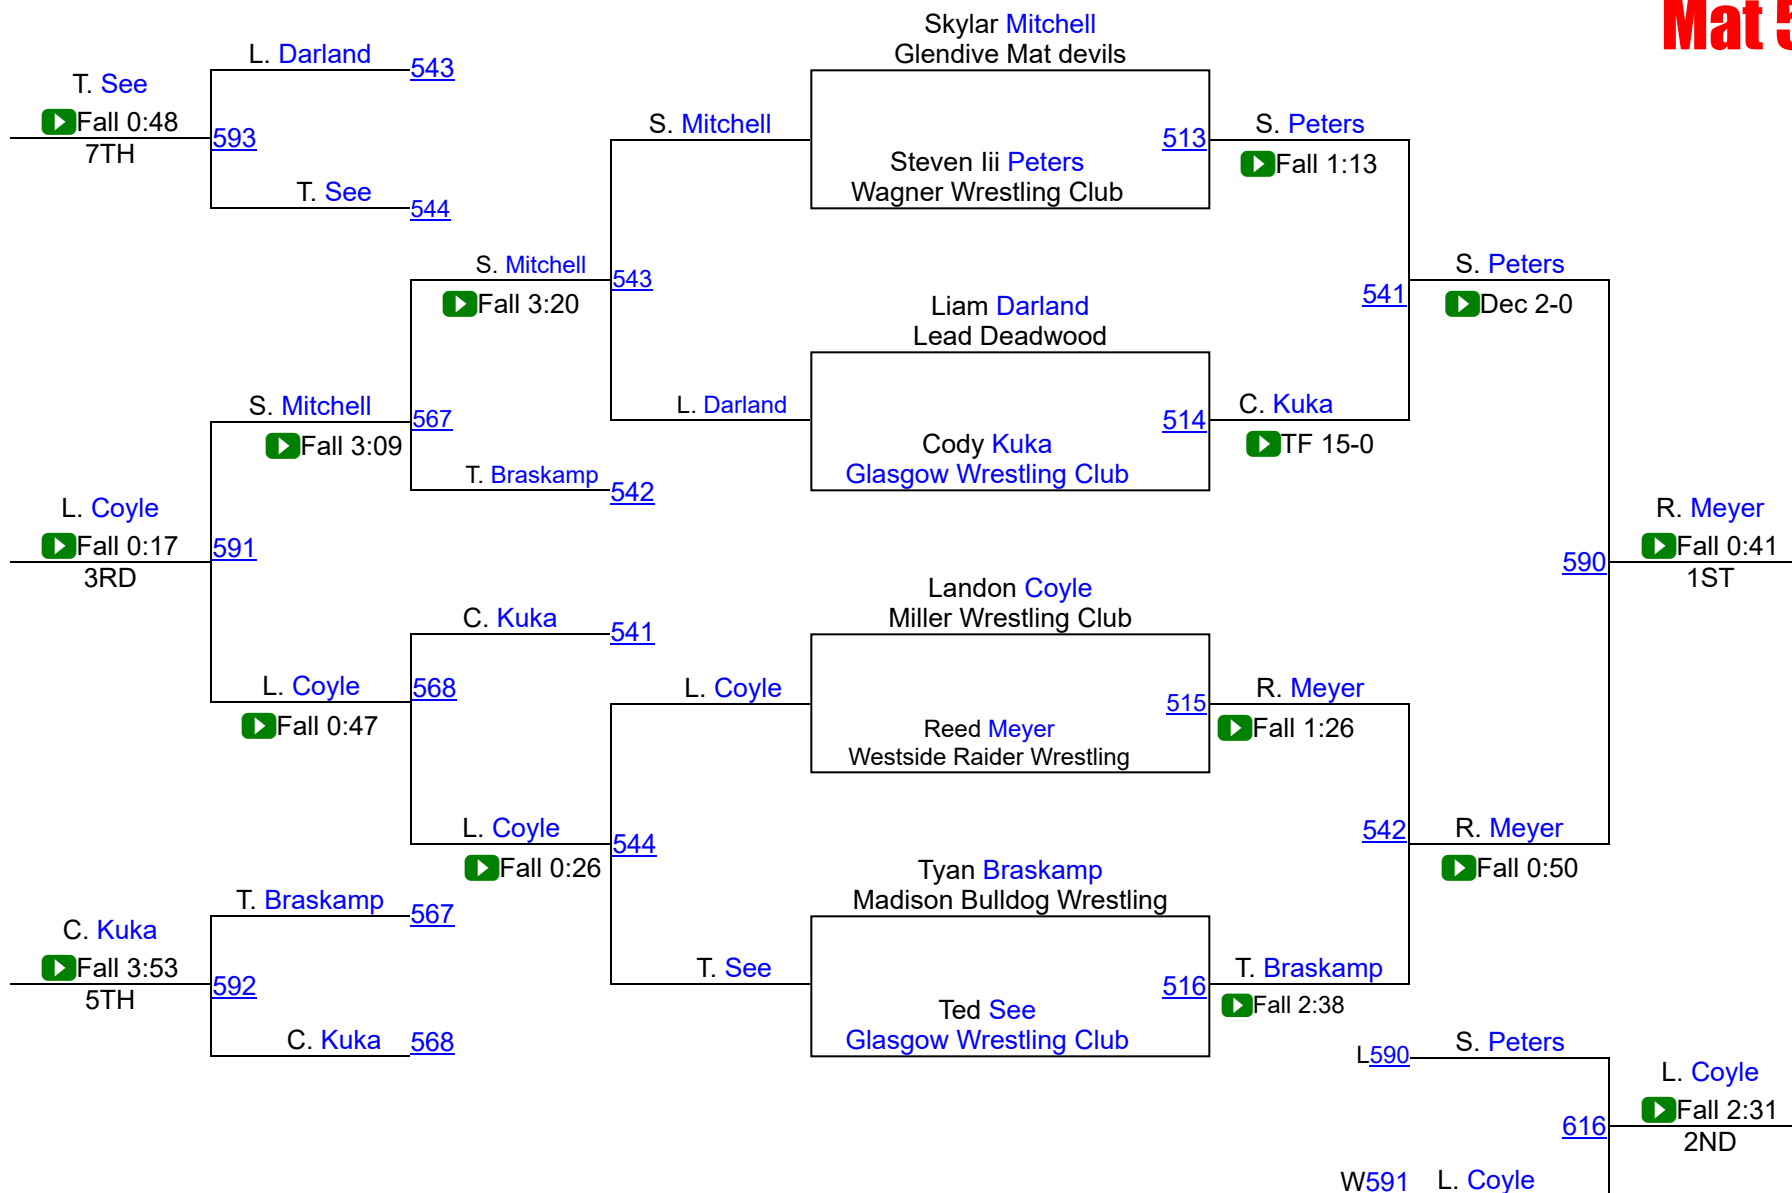 Mat 5
Skylar Mitchell
Glendive Mat devils
L. Darland
543
T. See
Fall 0:48
593
7TH
T. See
544
S. Mitchell
513
S. Peters
Steven Iii Peters
Wagner Wrestling Club
Fall 1:13
S. Mitchell
543
Fall 3:20
S. Peters
541
Dec 2-0
Liam Darland
Lead Deadwood
S. Mitchell
567
Fall 3:09
L. Darland
514
C. Kuka
Cody Kuka
Glasgow Wrestling Club
TF 15-0
T. Braskamp
542
L. Coyle
Fall 0:17
591
3RD
R. Meyer
590
Fall 0:41
1ST
Landon Coyle
Miller Wrestling Club
C. Kuka
541
L. Coyle
568
Fall 0:47
L. Coyle
515
R. Meyer
Reed Meyer
Westside Raider Wrestling
Fall 1:26
L. Coyle
544
Fall 0:26
542
R. Meyer
Fall 0:50
Tyan Braskamp
Madison Bulldog Wrestling
T. Braskamp
567
C. Kuka
Fall 3:53
592
5TH
C. Kuka
568
T. See
516
T. Braskamp
Ted See
Glasgow Wrestling Club
Fall 2:38
L590
S. Peters
L. Coyle
Fall 2:31
616
2ND
W591
L. Coyle